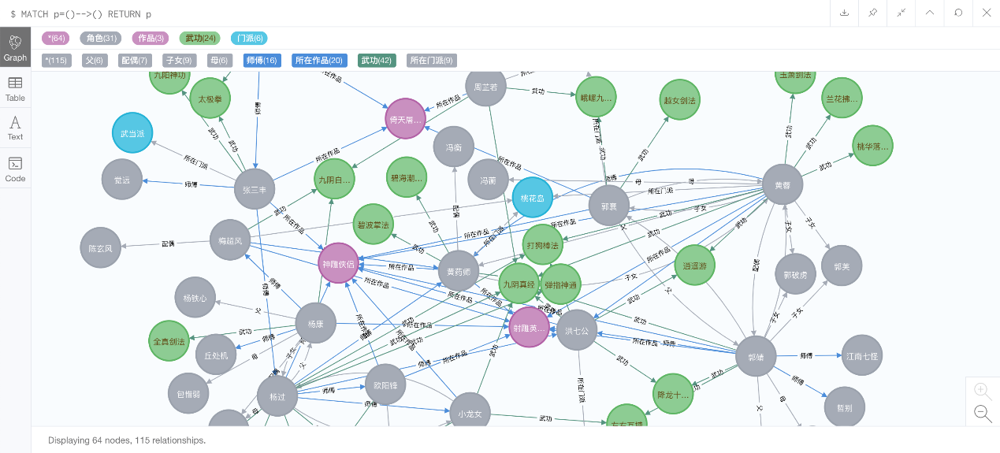 $ MATCH p=()-->() RETURN p
*(64) 角色(31) 作品(3) 武功(24) 门派(6)
*(115) 父(6) 配偶(7) 子女(9) 母(6) 师傅(16) 所在作品(20) 武功(42) 所在门派(9)
Graph
Table
Text
Code
九阳神功
太极拳
武当派
觉远
张三丰
倚天屠...
周芷若
峨嵋九...
越女剑法
玉箫剑法
兰花拂...
桃华落...
冯衡
冯蘅
九阴白...
碧海潮...
桃花岛
郭襄
黄蓉
碧波掌法
梅超风
陈玄风
神雕侠侣
打狗棒法
黄药师
九阴真经
弹指神通
逍遥游
郭破虏
郭芙
杨铁心
杨康
射雕英...
洪七公
全真剑法
丘处机
郭靖
江南七怪
包惜弱
杨过
欧阳锋
小龙女
降龙十...
哲别
左右互搏
武功
师傅
所在门派
所在作品
配偶
母
子女
父
Displaying 64 nodes, 115 relationships.